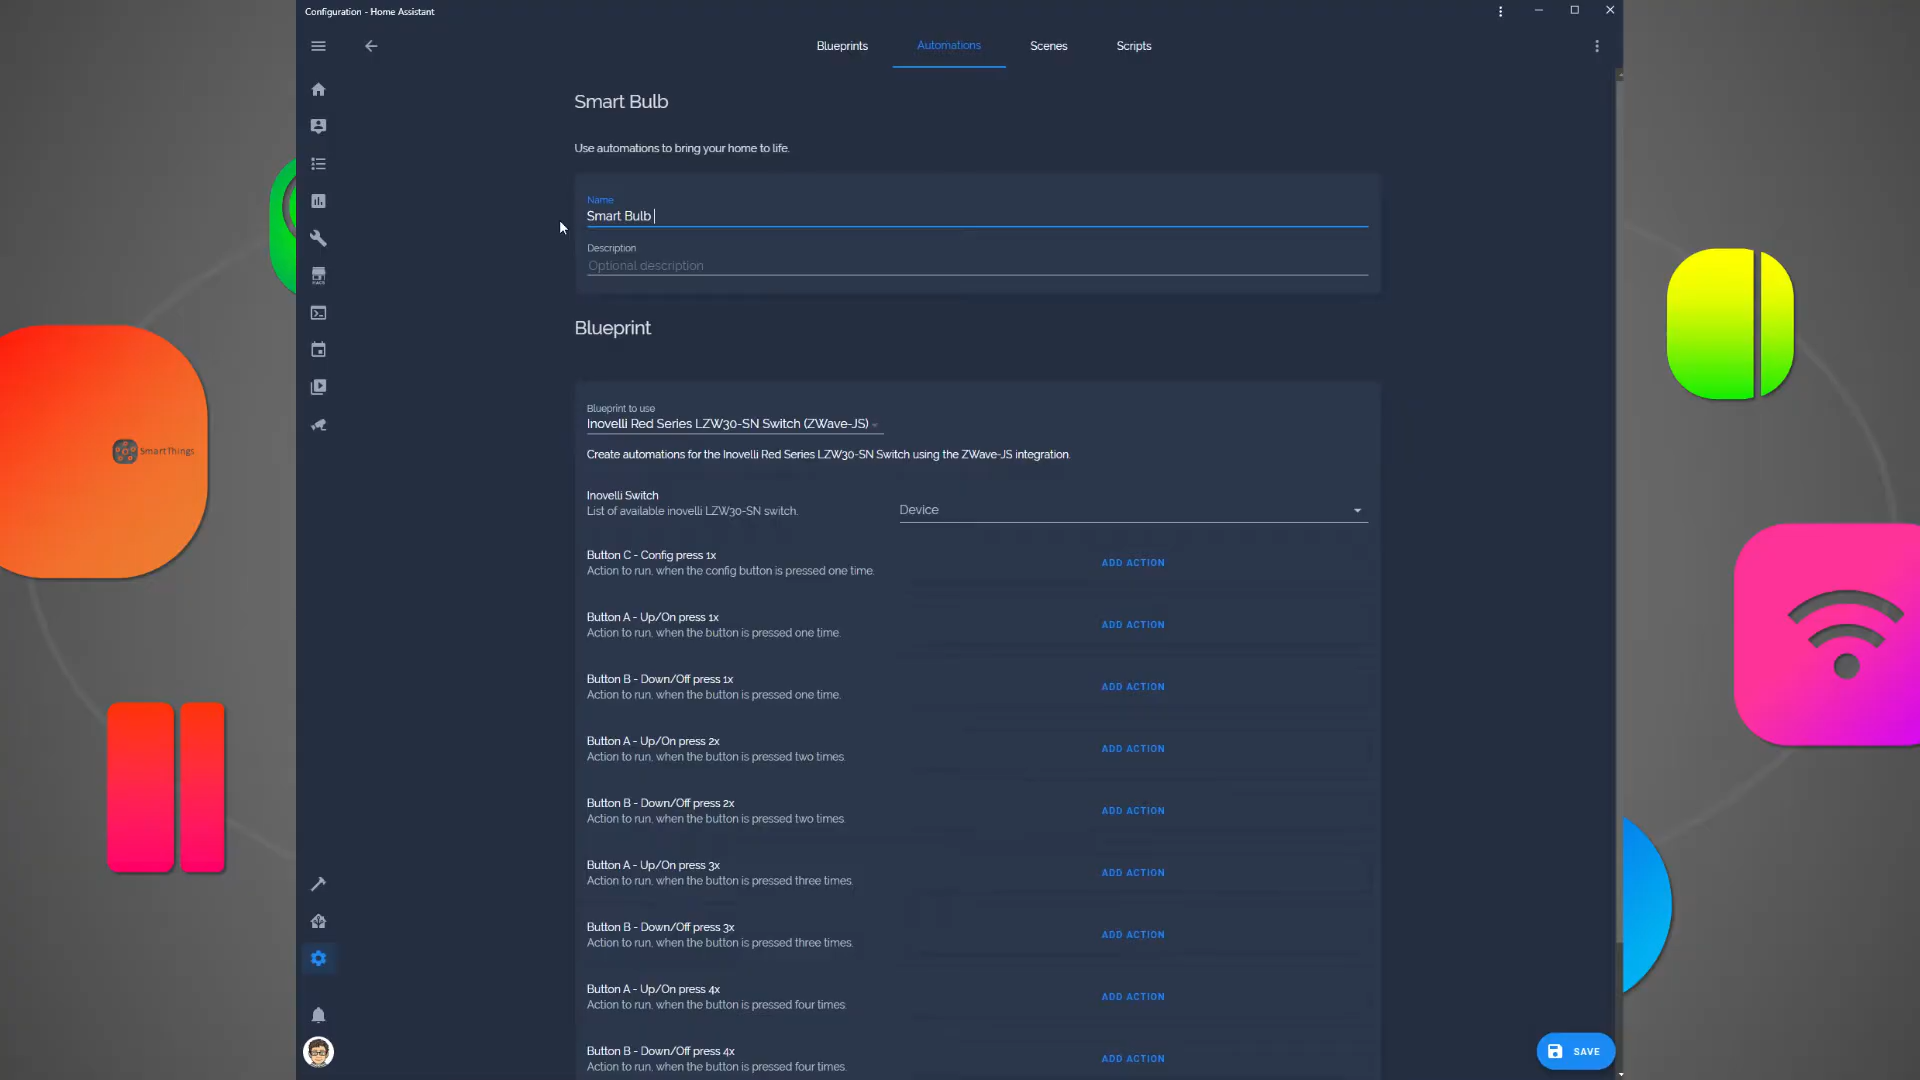 Configuration - Home Assistant
Blueprints
Automations
Scenes
Scripts
Smart Bulb
Use automations to bring your home to life.
Name
Smart Bulb
Description
Optional description
Blueprint
Blueprint to use
Inovelli Red Series LZW30-SN Switch (ZWave-JS)
Create automations for the Inovelli Red Series LZW30-SN Switch using the ZWave-JS integration.
Inovelli Switch
List of available inovelli LZW30-SN switch.
Device
Button C - Config press 1x
Action to run, when the config button is pressed one time.
ADD ACTION
Button A - Up/On press 1x
Action to run, when the button is pressed one time.
ADD ACTION
Button B - Down/Off press 1x
Action to run, when the button is pressed one time.
ADD ACTION
Button A - Up/On press 2x
Action to run, when the button is pressed two times.
ADD ACTION
Button B - Down/Off press 2x
Action to run, when the button is pressed two times.
ADD ACTION
Button A - Up/On press 3x
Action to run, when the button is pressed three times.
ADD ACTION
Button B - Down/Off press 3x
Action to run, when the button is pressed three times.
ADD ACTION
Button A - Up/On press 4x
Action to run, when the button is pressed four times.
ADD ACTION
Button B - Down/Off press 4x
Action to run, when the button is pressed four times.
ADD ACTION
SAVE
SmartThings